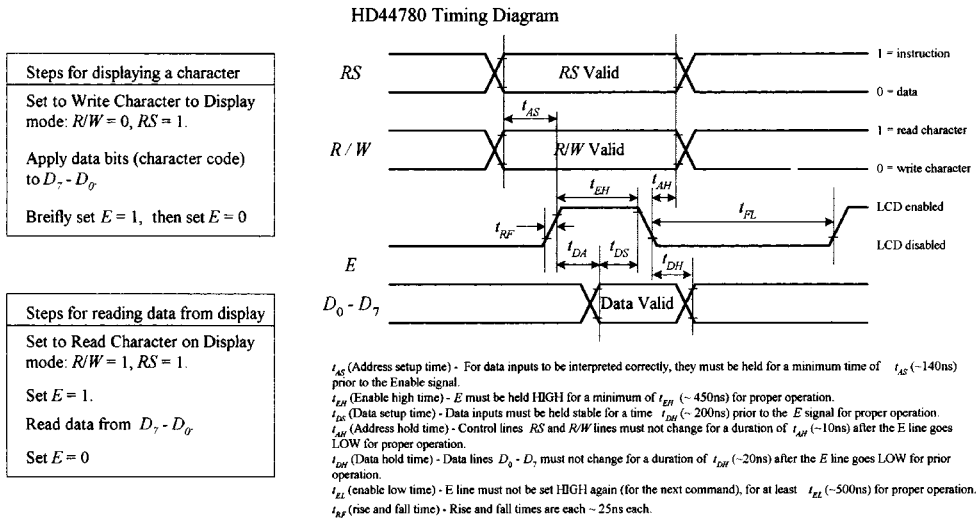 HD44780 Timing Diagram
Steps for displaying a character
Set to Write Character to Display
mode: R/W = 0, RS = 1.
Apply data bits (character code)
to D7 - D0.
Breifly set E = 1, then set E = 0
Steps for reading data from display
Set to Read Character on Display
mode: R/W = 1, RS = 1.
Set E = 1.
Read data from D7 - D0.
Set E = 0
RS
RS Valid
1 = instruction
0 = data
tAS
R / W
R/W Valid
1 = read character
0 = write character
tEH
tAH
tFL
LCD enabled
tRF
tDA
tDS
LCD disabled
E
tDH
D0 - D7
Data Valid
tAS (Address setup time) - For data inputs to be interpreted correctly, they must be held for a minimum time of tAS (~140ns)
prior to the Enable signal.
tEH (Enable high time) - E must be held HIGH for a minimum of tEH (~ 450ns) for proper operation.
tDS (Data setup time) - Data inputs must be held stable for a time tDH (~ 200ns) prior to the E signal for proper operation.
tAH (Address hold time) - Control lines RS and R/W lines must not change for a duration of tAH (~10ns) after the E line goes
LOW for proper operation.
tDH (Data hold time) - Data lines D0 - D7 must not change for a duration of tDH (~20ns) after the E line goes LOW for prior
operation.
tEL (enable low time) - E line must not be set HIGH again (for the next command), for at least tEL (~500ns) for proper operation.
tRF (rise and fall time) - Rise and fall times are each ~ 25ns each.